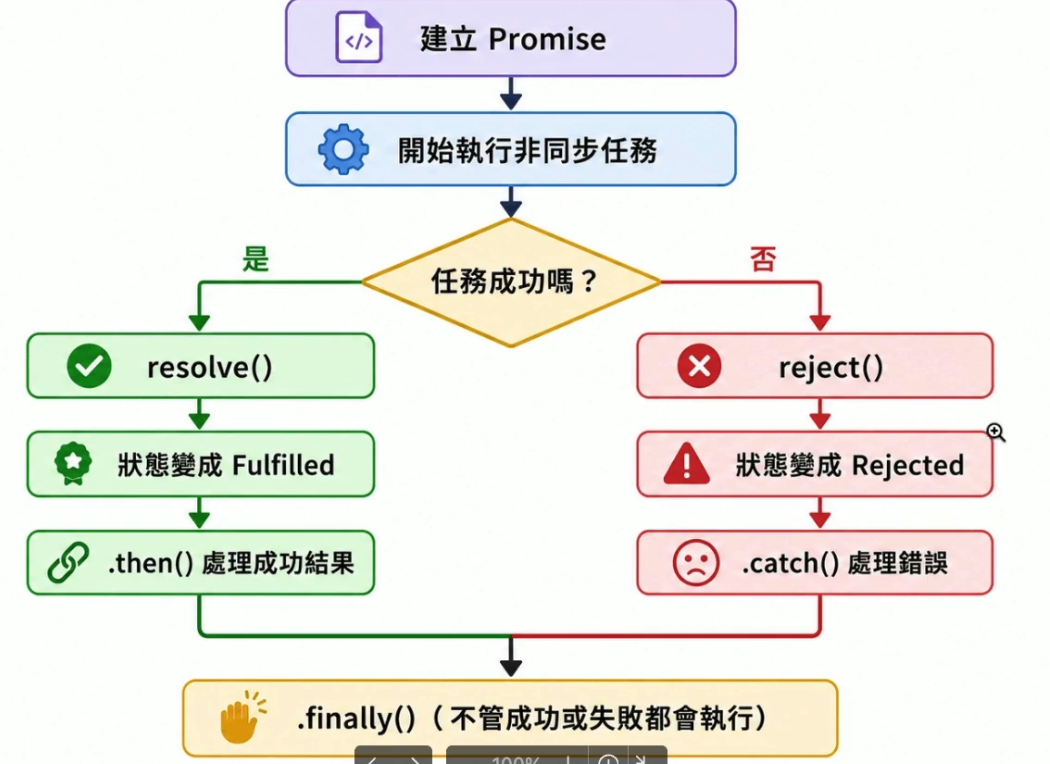 </>
建立 Promise
開始執行非同步任務
任務成功嗎？
是
否
resolve()
reject()
狀態變成 Fulfilled
狀態變成 Rejected
.then() 處理成功結果
.catch() 處理錯誤
.finally()（不管成功或失敗都會執行）
100%